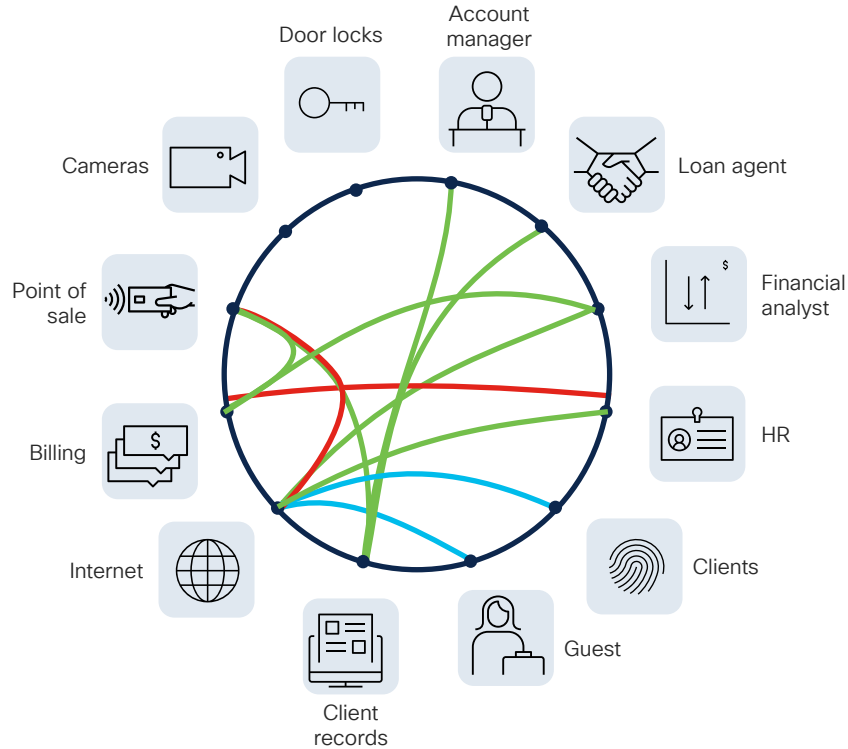 Door locks
Account
manager
Cameras
Loan agent
Point of
sale
$
Financial
analyst
Billing
$
HR
Internet
Clients
Client
records
Guest